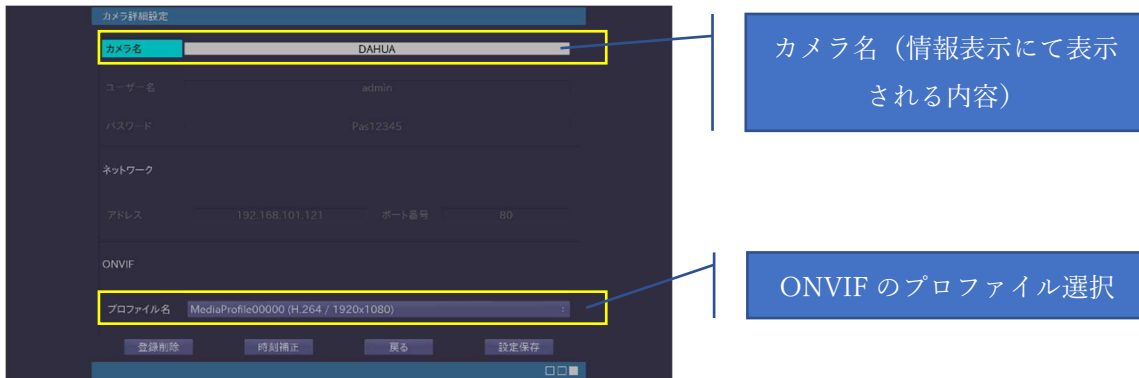 カメラ詳細設定
カメラ名 DAHUA
ユーザー名 admin
パスワード Pas12345
ネットワーク
アドレス 192.168.101.121 ポート番号 80
ONVIF
プロファイル名 MediaProfile00000 (H.264 / 1920x1080)
登録削除 時刻補正 戻る 設定保存
カメラ名（情報表示にて表示
される内容）
ONVIF のプロファイル選択